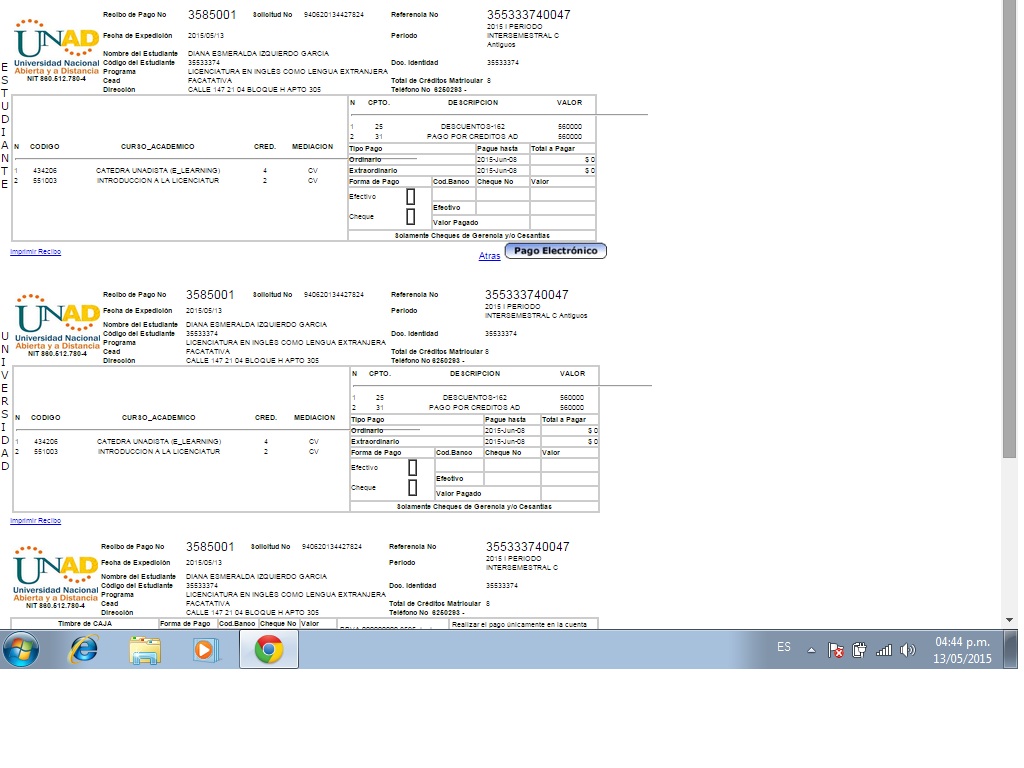 ESTUDIANTE
UNAD
Universidad Nacional
Abierta y a Distancia
NIT 860.512.780-4
Recibo de Pago No 3585001 Solicitud No 940620134427824 Referencia No 355333740047
Fecha de Expedición 2015/05/13 Periodo 2015 I PERIODO
INTERSEMESTRAL C
Antiguos
Nombre del Estudiante DIANA ESMERALDA IZQUIERDO GARCIA
Código del Estudiante 35533374 Doc. Identidad 35533374
Programa LICENCIATURA EN INGLÉS COMO LENGUA EXTRANJERA
Cead FACATATIVA Total de Créditos Matricular 8
Dirección CALLE 147 21 04 BLOQUE H APTO 305 Teléfono No 6250293 -
N CPTO. DESCRIPCION VALOR
1 25 DESCUENTOS-162 560000
2 31 PAGO POR CREDITOS AD 560000
N CODIGO CURSO_ACADEMICO CRED. MEDIACION
1 434206 CATEDRA UNADISTA (E_LEARNING) 4 CV
2 551003 INTRODUCCION A LA LICENCIATUR 2 CV
Tipo Pago Pague hasta Total a Pagar
Ordinario 2015-Jun-08 $ 0
Extraordinario 2015-Jun-08 $ 0
Forma de Pago Cod.Banco Cheque No Valor
Efectivo
Efectivo
Cheque
Valor Pagado
Solamente Cheques de Gerencia y/o Cesantías
Imprimir Recibo
Atras Pago Electrónico
UNIVERSIDAD
UNAD
Universidad Nacional
Abierta y a Distancia
NIT 860.512.780-4
Recibo de Pago No 3585001 Solicitud No 940620134427824 Referencia No 355333740047
Fecha de Expedición 2015/05/13 Periodo 2015 I PERIODO
INTERSEMESTRAL C Antiguos
Nombre del Estudiante DIANA ESMERALDA IZQUIERDO GARCIA
Código del Estudiante 35533374 Doc. Identidad 35533374
Programa LICENCIATURA EN INGLÉS COMO LENGUA EXTRANJERA
Cead FACATATIVA Total de Créditos Matricular 8
Dirección CALLE 147 21 04 BLOQUE H APTO 305 Teléfono No 6250293 -
N CPTO. DESCRIPCION VALOR
1 25 DESCUENTOS-162 560000
2 31 PAGO POR CREDITOS AD 560000
N CODIGO CURSO_ACADEMICO CRED. MEDIACION
1 434206 CATEDRA UNADISTA (E_LEARNING) 4 CV
2 551003 INTRODUCCION A LA LICENCIATUR 2 CV
Tipo Pago Pague hasta Total a Pagar
Ordinario 2015-Jun-08 $ 0
Extraordinario 2015-Jun-08 $ 0
Forma de Pago Cod.Banco Cheque No Valor
Efectivo
Efectivo
Cheque
Valor Pagado
Solamente Cheques de Gerencia y/o Cesantías
Imprimir Recibo
UNAD
Universidad Nacional
Abierta y a Distancia
NIT 860.512.780-4
Recibo de Pago No 3585001 Solicitud No 940620134427824 Referencia No 355333740047
Fecha de Expedición 2015/05/13 Periodo 2015 I PERIODO
INTERSEMESTRAL C
Nombre del Estudiante DIANA ESMERALDA IZQUIERDO GARCIA
Código del Estudiante 35533374 Doc. Identidad 35533374
Programa LICENCIATURA EN INGLÉS COMO LENGUA EXTRANJERA
Cead FACATATIVA Total de Créditos Matricular 8
Dirección CALLE 147 21 04 BLOQUE H APTO 305 Teléfono No 6250293 -
Timbre de CAJA Forma de Pago Cod.Banco Cheque No Valor Realizar el pago únicamente en la cuenta
ES 04:44 p.m.
13/05/2015